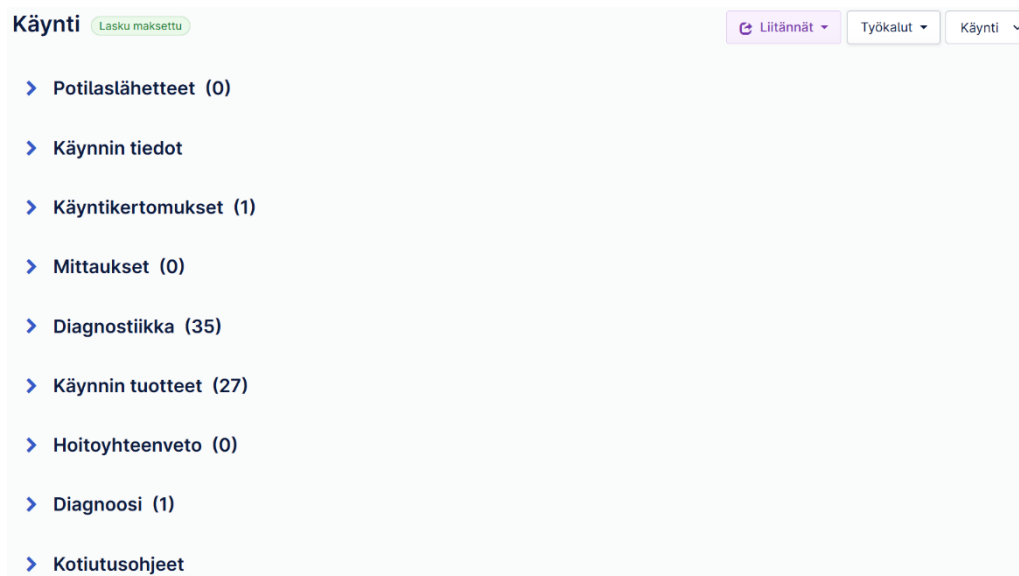 Käynti Lasku maksettu Liitännät Työkalut Käynti
Potilaslähetteet (0)
Käynnin tiedot
Käyntikertomukset (1)
Mittaukset (0)
Diagnostiikka (35)
Käynnin tuotteet (27)
Hoitoyhteenveto (0)
Diagnoosi (1)
Kotiutusohjeet